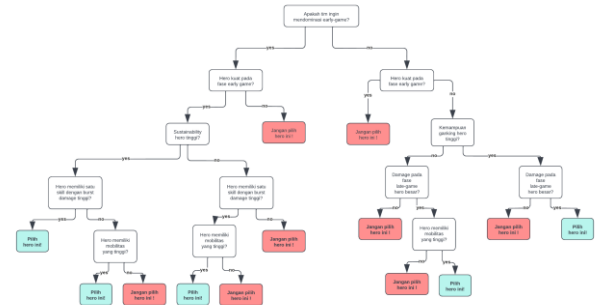 Apakah tim ingin
mendominasi early-game?
yes
no
Hero kuat pada
fase early game?
Hero kuat pada
fase early game?
yes
no
yes
no
Sustainability
hero tinggi?
Jangan pilih
hero ini !
Jangan pilih
hero ini !
Kemampuan
ganking hero
tinggi?
yes
no
no
yes
Hero memiliki satu
skill dengan burst
damage tinggi?
Hero memiliki satu
skill dengan burst
damage tinggi?
Damage pada
fase
late-game
hero besar?
Damage pada
fase
late-game
hero besar?
yes
no
yes
no
no
yes
no
yes
Pilih
hero ini!
Hero memiliki
mobilitas
yang tinggi?
Hero memiliki
mobilitas
yang tinggi?
Jangan pilih
hero ini !
Jangan pilih
hero ini !
Hero memiliki
mobilitas
yang tinggi?
Jangan pilih
hero ini !
Pilih
hero ini!
yes
no
yes
no
no
yes
Pilih
hero ini!
Jangan pilih
hero ini !
Pilih
hero ini!
Jangan pilih
hero ini !
Jangan pilih
hero ini !
Pilih
hero ini!